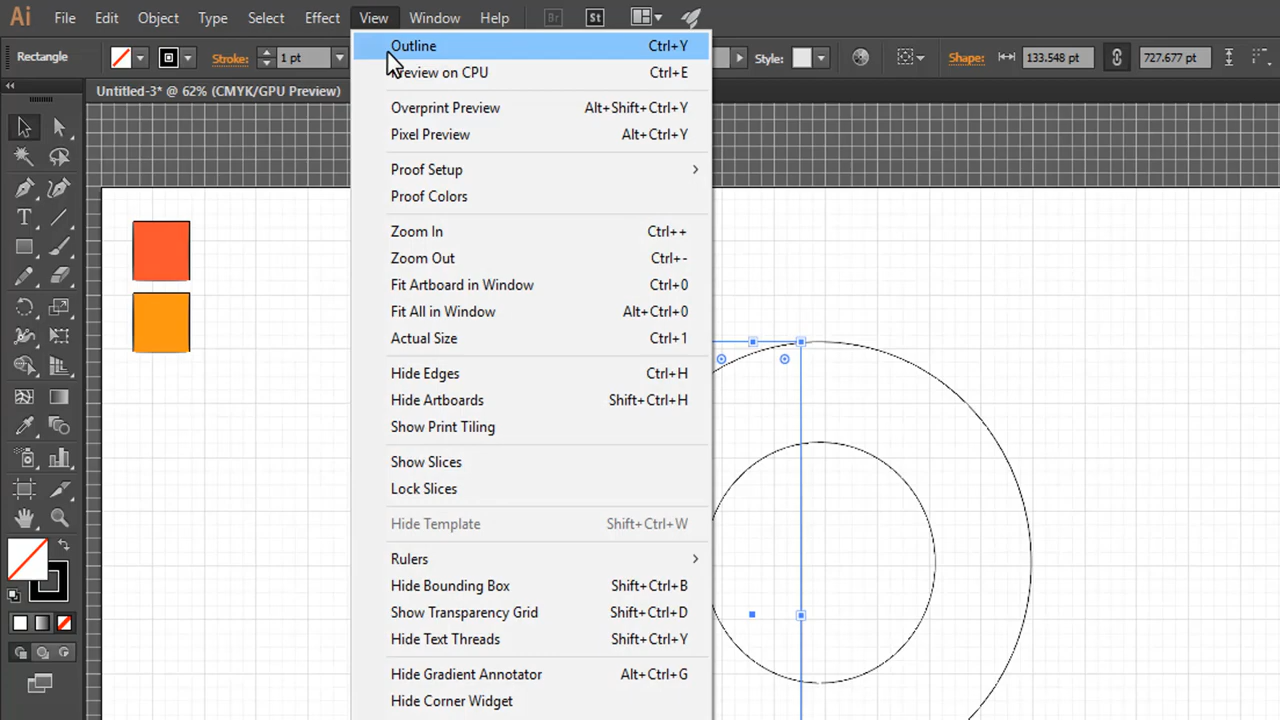 Ai File Edit Object Type Select Effect View Window Help Br St
Rectangle Stroke: 1 pt Style: Shape: 133.548 pt 727.677 pt
Untitled-3* @ 62% (CMYK/GPU Preview)
Outline Ctrl+Y
review on CPU Ctrl+E
Overprint Preview Alt+Shift+Ctrl+Y
Pixel Preview Alt+Ctrl+Y
Proof Setup
Proof Colors
Zoom In Ctrl++
Zoom Out Ctrl+-
Fit Artboard in Window Ctrl+0
Fit All in Window Alt+Ctrl+0
Actual Size Ctrl+1
Hide Edges Ctrl+H
Hide Artboards Shift+Ctrl+H
Show Print Tiling
Show Slices
Lock Slices
Hide Template Shift+Ctrl+W
Rulers
Hide Bounding Box Shift+Ctrl+B
Show Transparency Grid Shift+Ctrl+D
Hide Text Threads Shift+Ctrl+Y
Hide Gradient Annotator Alt+Ctrl+G
Hide Corner Widget